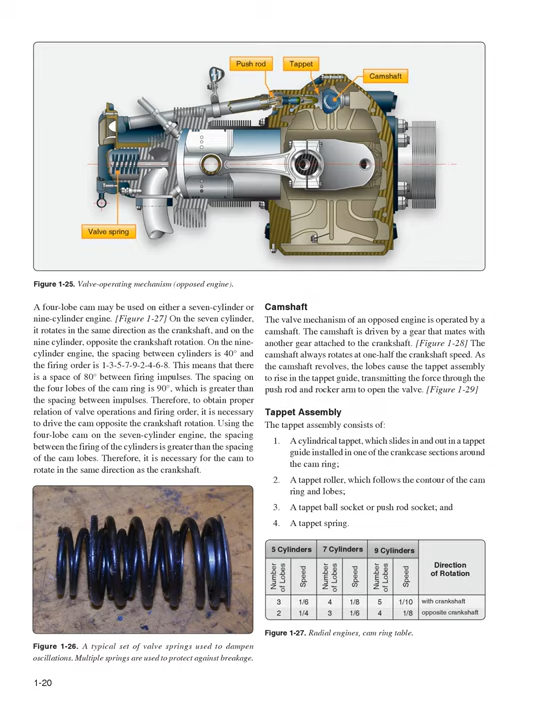 Push rod
Tappet
Camshaft
Valve spring
Figure 1-25. Valve-operating mechanism (opposed engine).
A four-lobe cam may be used on either a seven-cylinder or
nine-cylinder engine. [Figure 1-27] On the seven cylinder,
it rotates in the same direction as the crankshaft, and on the
nine cylinder, opposite the crankshaft rotation. On the nine-
cylinder engine, the spacing between cylinders is 40° and
the firing order is 1-3-5-7-9-2-4-6-8. This means that there
is a space of 80° between firing impulses. The spacing on
the four lobes of the cam ring is 90°, which is greater than
the spacing between impulses. Therefore, to obtain proper
relation of valve operations and firing order, it is necessary
to drive the cam opposite the crankshaft rotation. Using the
four-lobe cam on the seven-cylinder engine, the spacing
between the firing of the cylinders is greater than the spacing
of the cam lobes. Therefore, it is necessary for the cam to
rotate in the same direction as the crankshaft.
Figure 1-26. A typical set of valve springs used to dampen
oscillations. Multiple springs are used to protect against breakage.
Camshaft
The valve mechanism of an opposed engine is operated by a
camshaft. The camshaft is driven by a gear that mates with
another gear attached to the crankshaft. [Figure 1-28] The
camshaft always rotates at one-half the crankshaft speed. As
the camshaft revolves, the lobes cause the tappet assembly
to rise in the tappet guide, transmitting the force through the
push rod and rocker arm to open the valve. [Figure 1-29]
Tappet Assembly
The tappet assembly consists of:
1. A cylindrical tappet, which slides in and out in a tappet
guide installed in one of the crankcase sections around
the cam ring;
2. A tappet roller, which follows the contour of the cam
ring and lobes;
3. A tappet ball socket or push rod socket; and
4. A tappet spring.
5 Cylinders 7 Cylinders 9 Cylinders Direction of Rotation
Number of Lobes Speed Number of Lobes Speed Number of Lobes Speed
3 1/6 4 1/8 5 1/10 with crankshaft
2 1/4 3 1/6 4 1/8 opposite crankshaft
Figure 1-27. Radial engines, cam ring table.
1-20